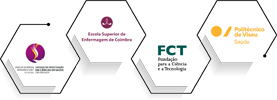 Escola Superior de
Enfermagem de Coimbra
FCT
Fundação
para a Ciência
e a Tecnologia
Politécnico
de Viseu
Saúde